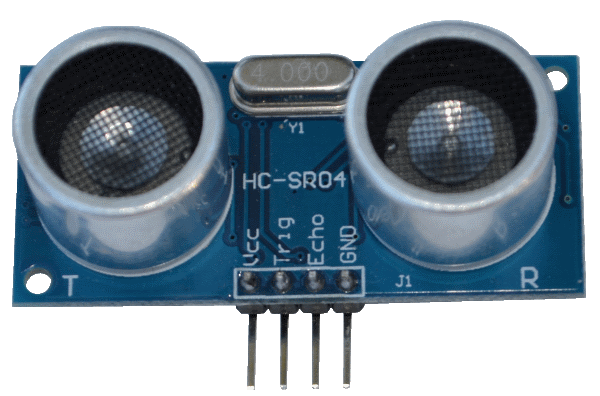 4.000
Y1
HC-SR04
Vcc
Trig
Echo
GND
T
J1
R